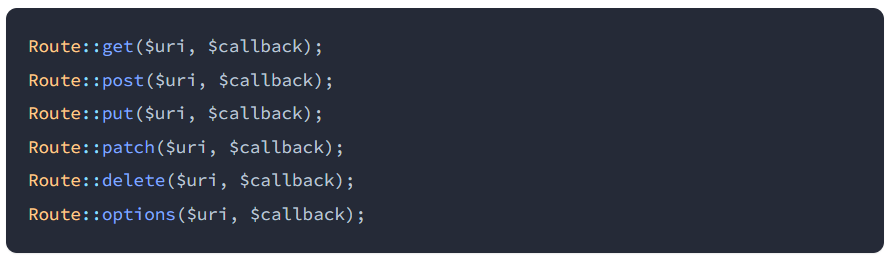 Route::get($uri, $callback);
Route::post($uri, $callback);
Route::put($uri, $callback);
Route::patch($uri, $callback);
Route::delete($uri, $callback);
Route::options($uri, $callback);